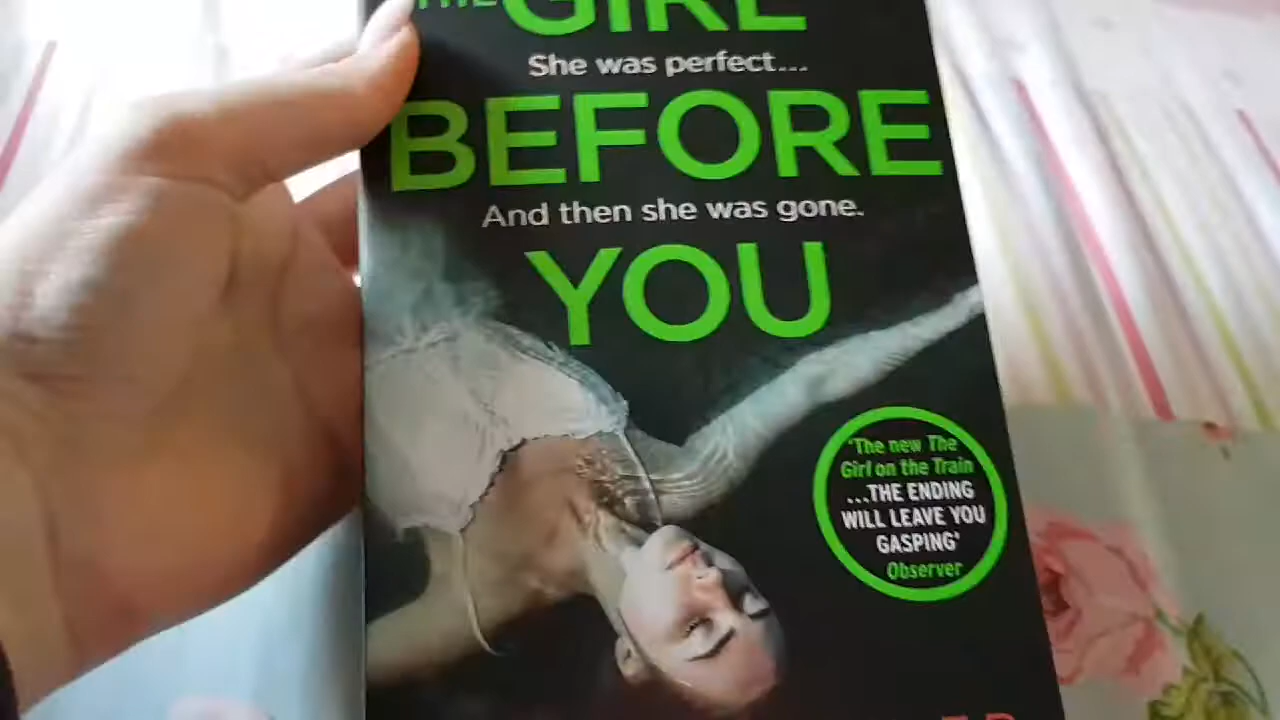 THE GIRL
She was perfect...
BEFORE
And then she was gone.
YOU
'The new The
Girl on the Train
...THE ENDING
WILL LEAVE YOU
GASPING'
Observer